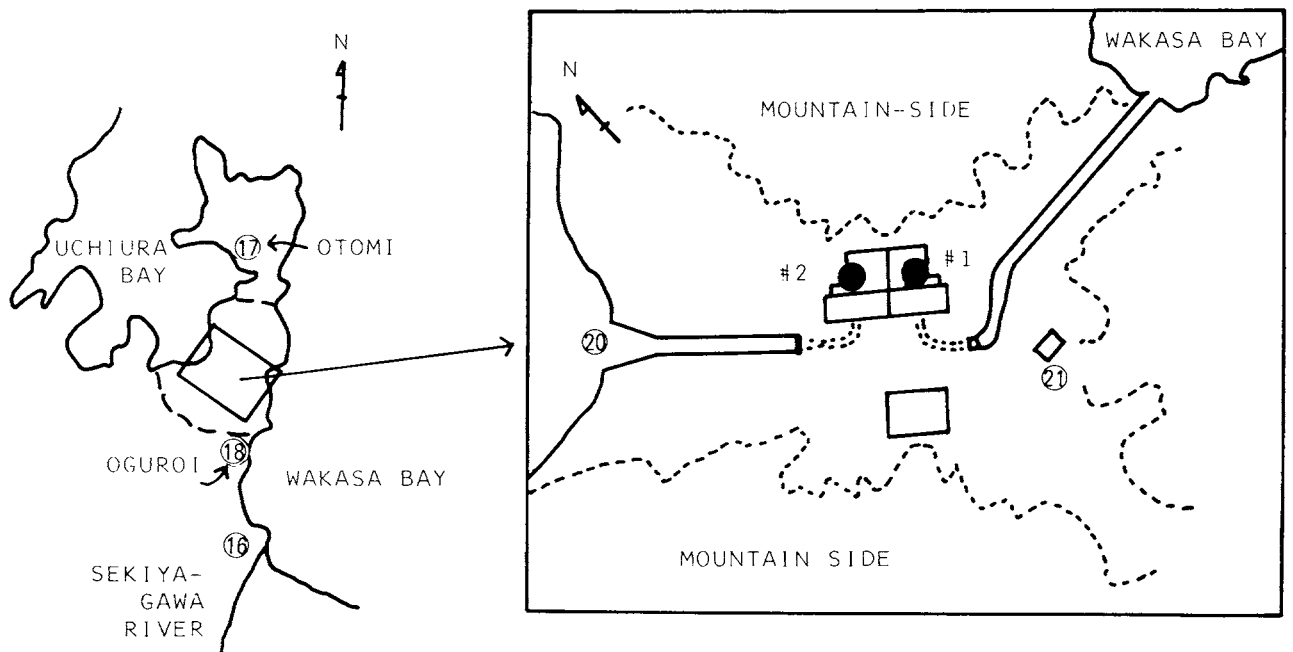 N
UCHIURA
BAY
17
OTOMI
18
OGUROI
WAKASA BAY
16
SEKIYA-
GAWA
RIVER
WAKASA BAY
N
MOUNTAIN-SIDE
#2
#1
20
21
MOUNTAIN SIDE